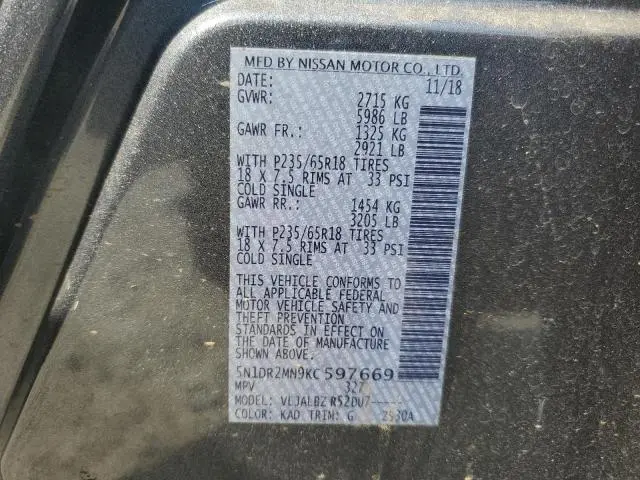 MFD BY NISSAN MOTOR CO., LTD.
DATE: 11/18
GVWR: 2715 KG
5986 LB
GAWR FR.: 1325 KG
2921 LB
WITH P235/65R18 TIRES
18 X 7.5 RIMS AT 33 PSI
COLD SINGLE
GAWR RR.: 1454 KG
3205 LB
WITH P235/65R18 TIRES
18 X 7.5 RIMS AT 33 PSI
COLD SINGLE
THIS VEHICLE CONFORMS TO
ALL APPLICABLE FEDERAL
MOTOR VEHICLE SAFETY AND
THEFT PREVENTION
STANDARDS IN EFFECT ON
THE DATE OF MANUFACTURE
SHOWN ABOVE.
5N1DR2MN9KC597669
MPV 327
MODEL: VLJALBZ R52DU7-----
COLOR: KAD TRIM: G